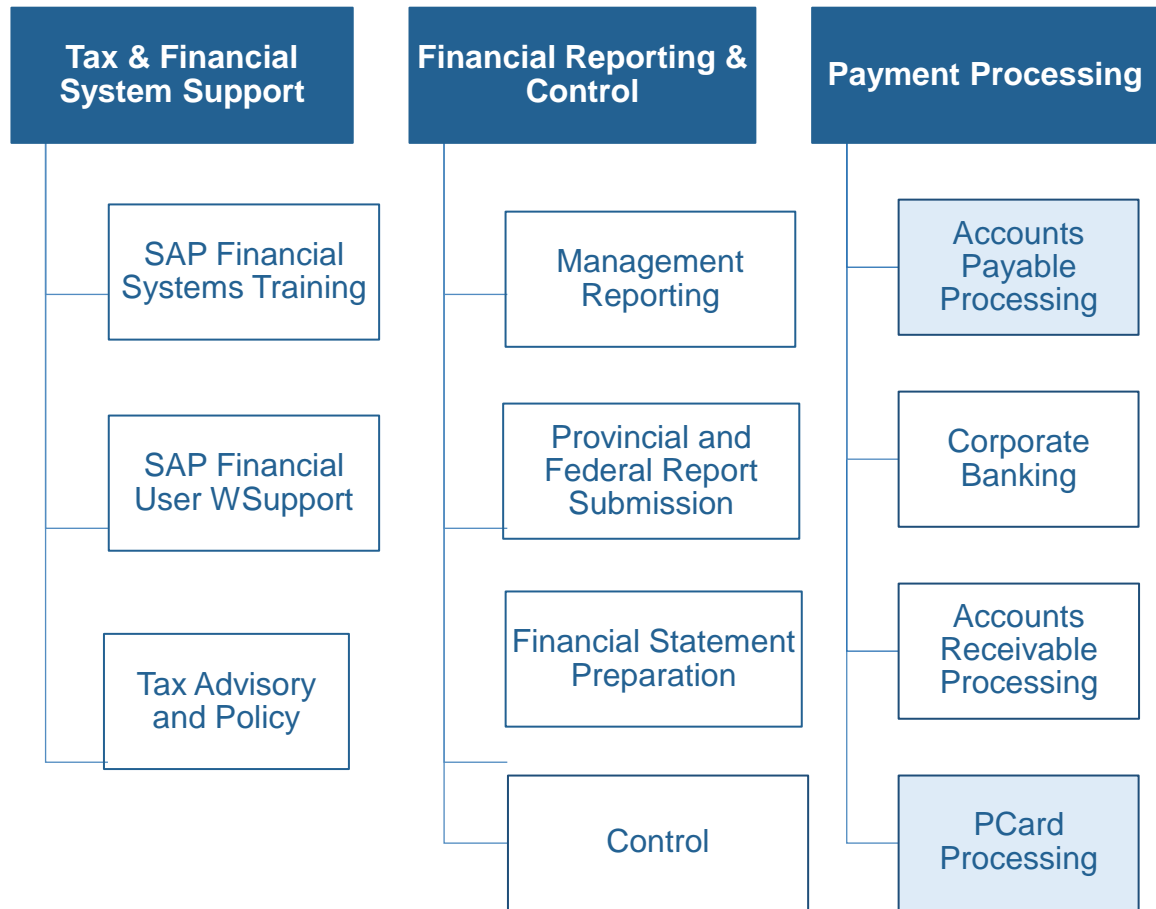 Tax & Financial
System Support
SAP Financial
Systems Training
SAP Financial
User WSupport
Tax Advisory
and Policy
Financial Reporting &
Control
Management
Reporting
Provincial and
Federal Report
Submission
Financial Statement
Preparation
Control
Payment Processing
Accounts
Payable
Processing
Corporate
Banking
Accounts
Receivable
Processing
PCard
Processing